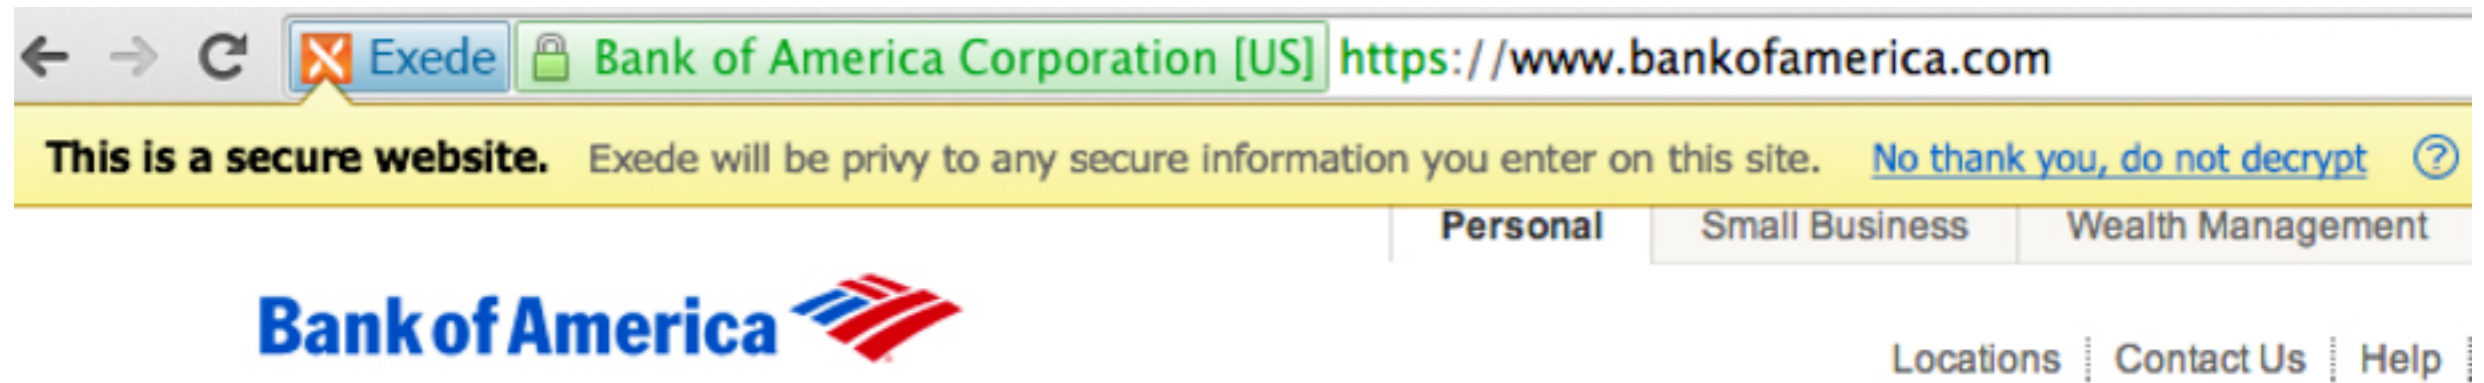 Exede Bank of America Corporation [US] https://www.bankofamerica.com
This is a secure website. Exede will be privy to any secure information you enter on this site. No thank you, do not decrypt ?
Personal Small Business Wealth Management
Bank of America
Locations Contact Us Help